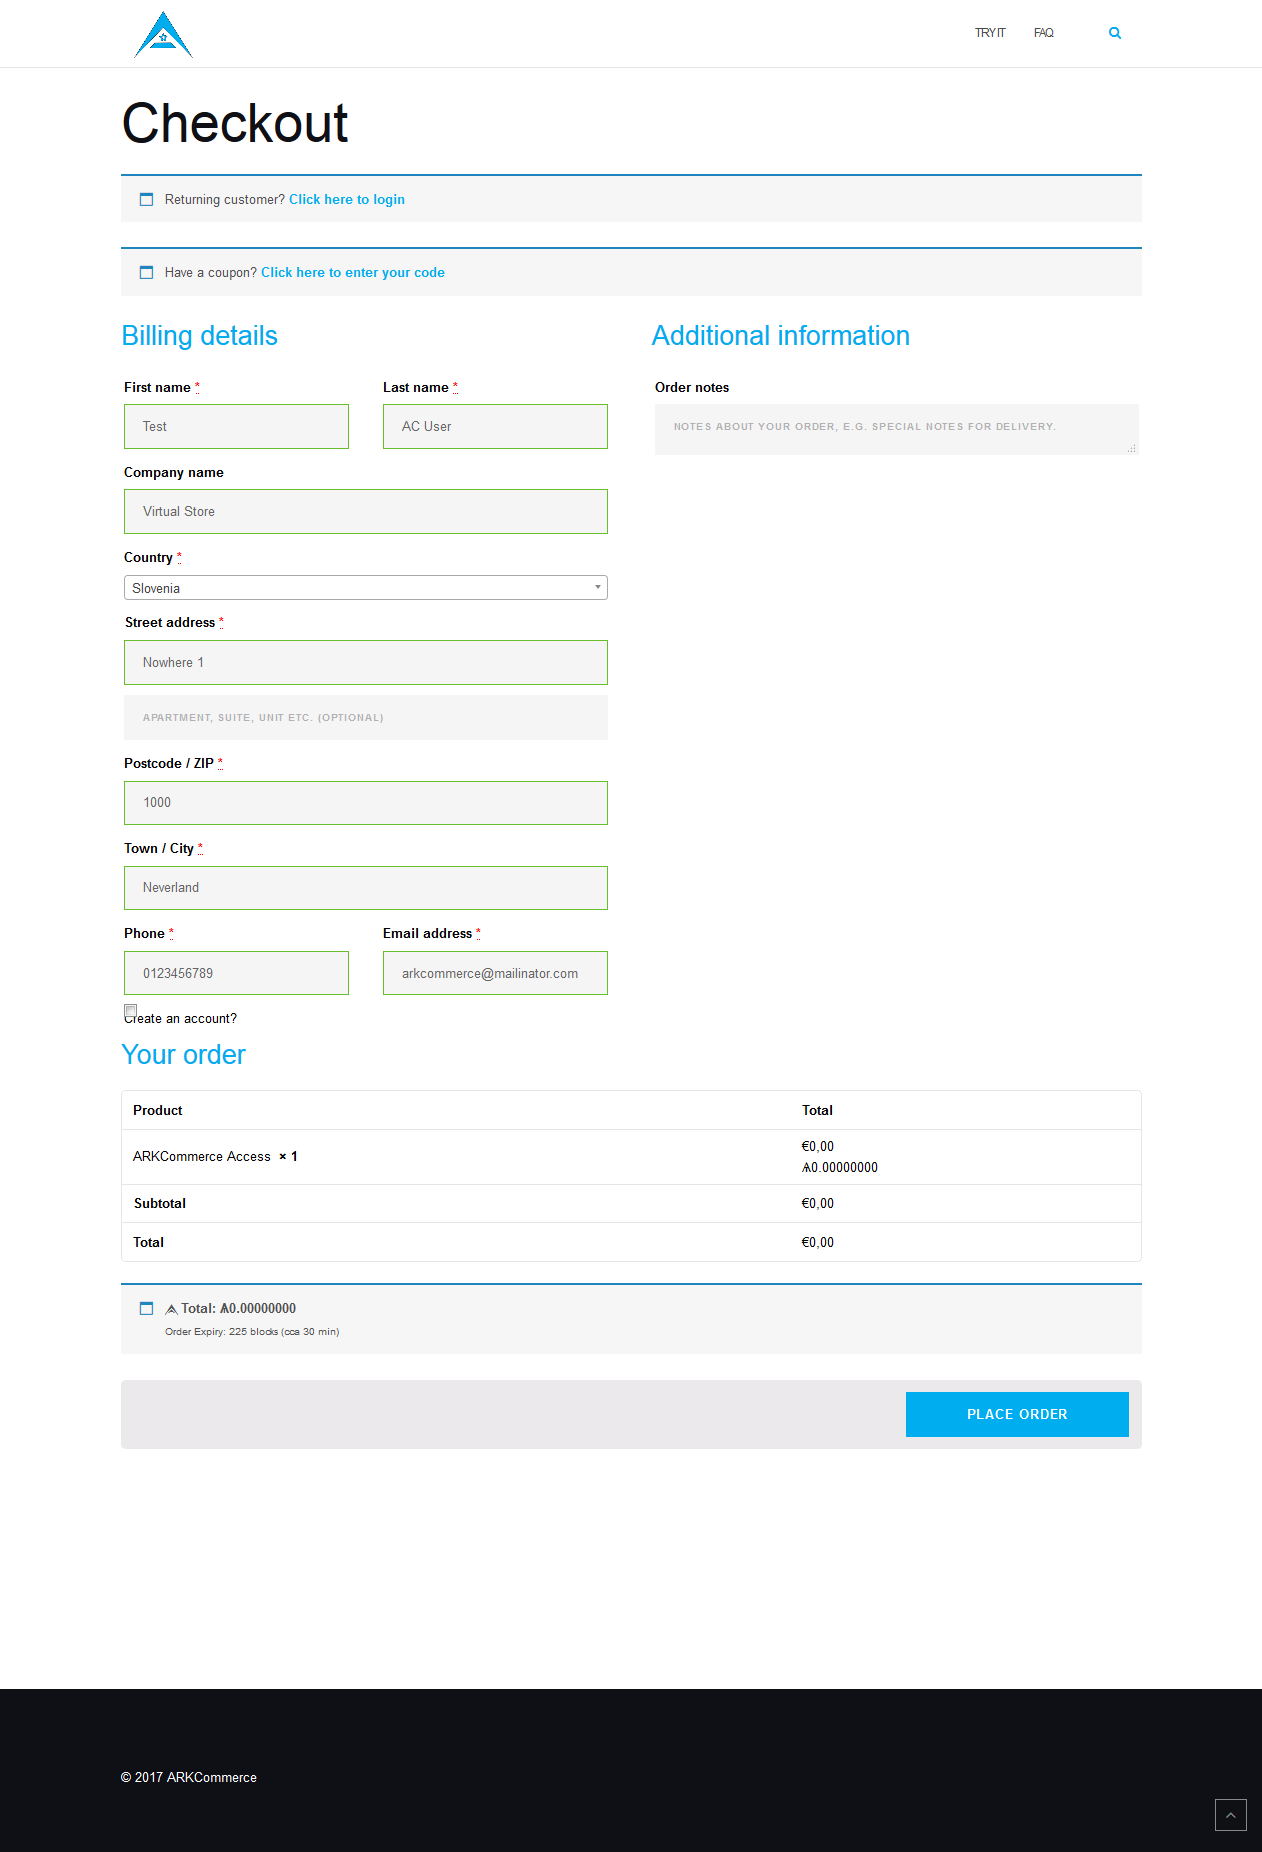 TRY IT FAQ
Checkout
Returning customer? Click here to login
Have a coupon? Click here to enter your code
Billing details
Additional information
First name *
Last name *
Order notes
Test
AC User
NOTES ABOUT YOUR ORDER, E.G. SPECIAL NOTES FOR DELIVERY.
Company name
Virtual Store
Country *
Slovenia
Street address *
Nowhere 1
APARTMENT, SUITE, UNIT ETC. (OPTIONAL)
Postcode / ZIP *
1000
Town / City *
Neverland
Phone *
Email address *
0123456789
arkcommerce@mailinator.com
Create an account?
Your order
Product Total
ARKCommerce Access × 1
€0,00
Ѧ0.00000000
Subtotal €0,00
Total €0,00
Total: Ѧ0.00000000
Order Expiry: 225 blocks (cca 30 min)
PLACE ORDER
© 2017 ARKCommerce